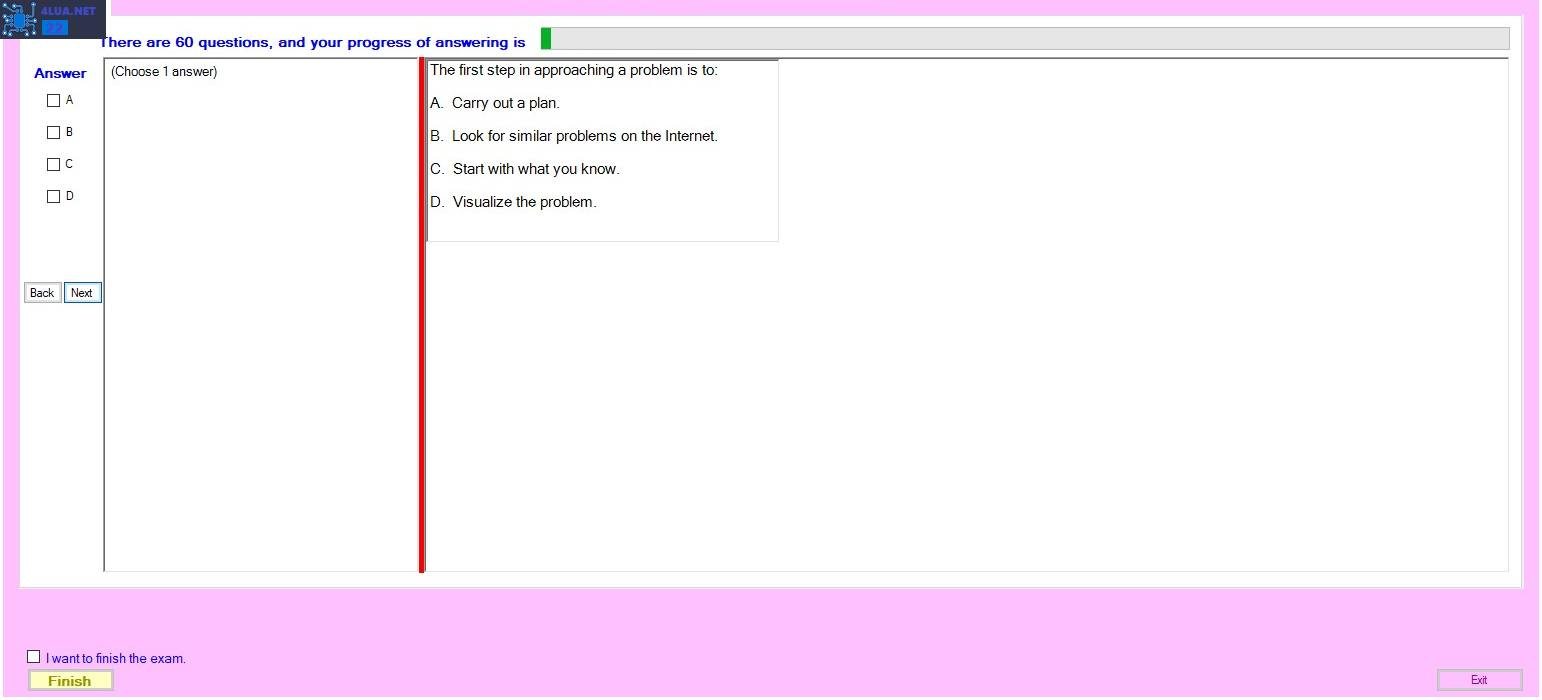 4LUA.NET
22
There are 60 questions, and your progress of answering is
Answer
A
B
C
D
Back Next
(Choose 1 answer)
The first step in approaching a problem is to:
A. Carry out a plan.
B. Look for similar problems on the Internet.
C. Start with what you know.
D. Visualize the problem.
I want to finish the exam.
Finish
Exit